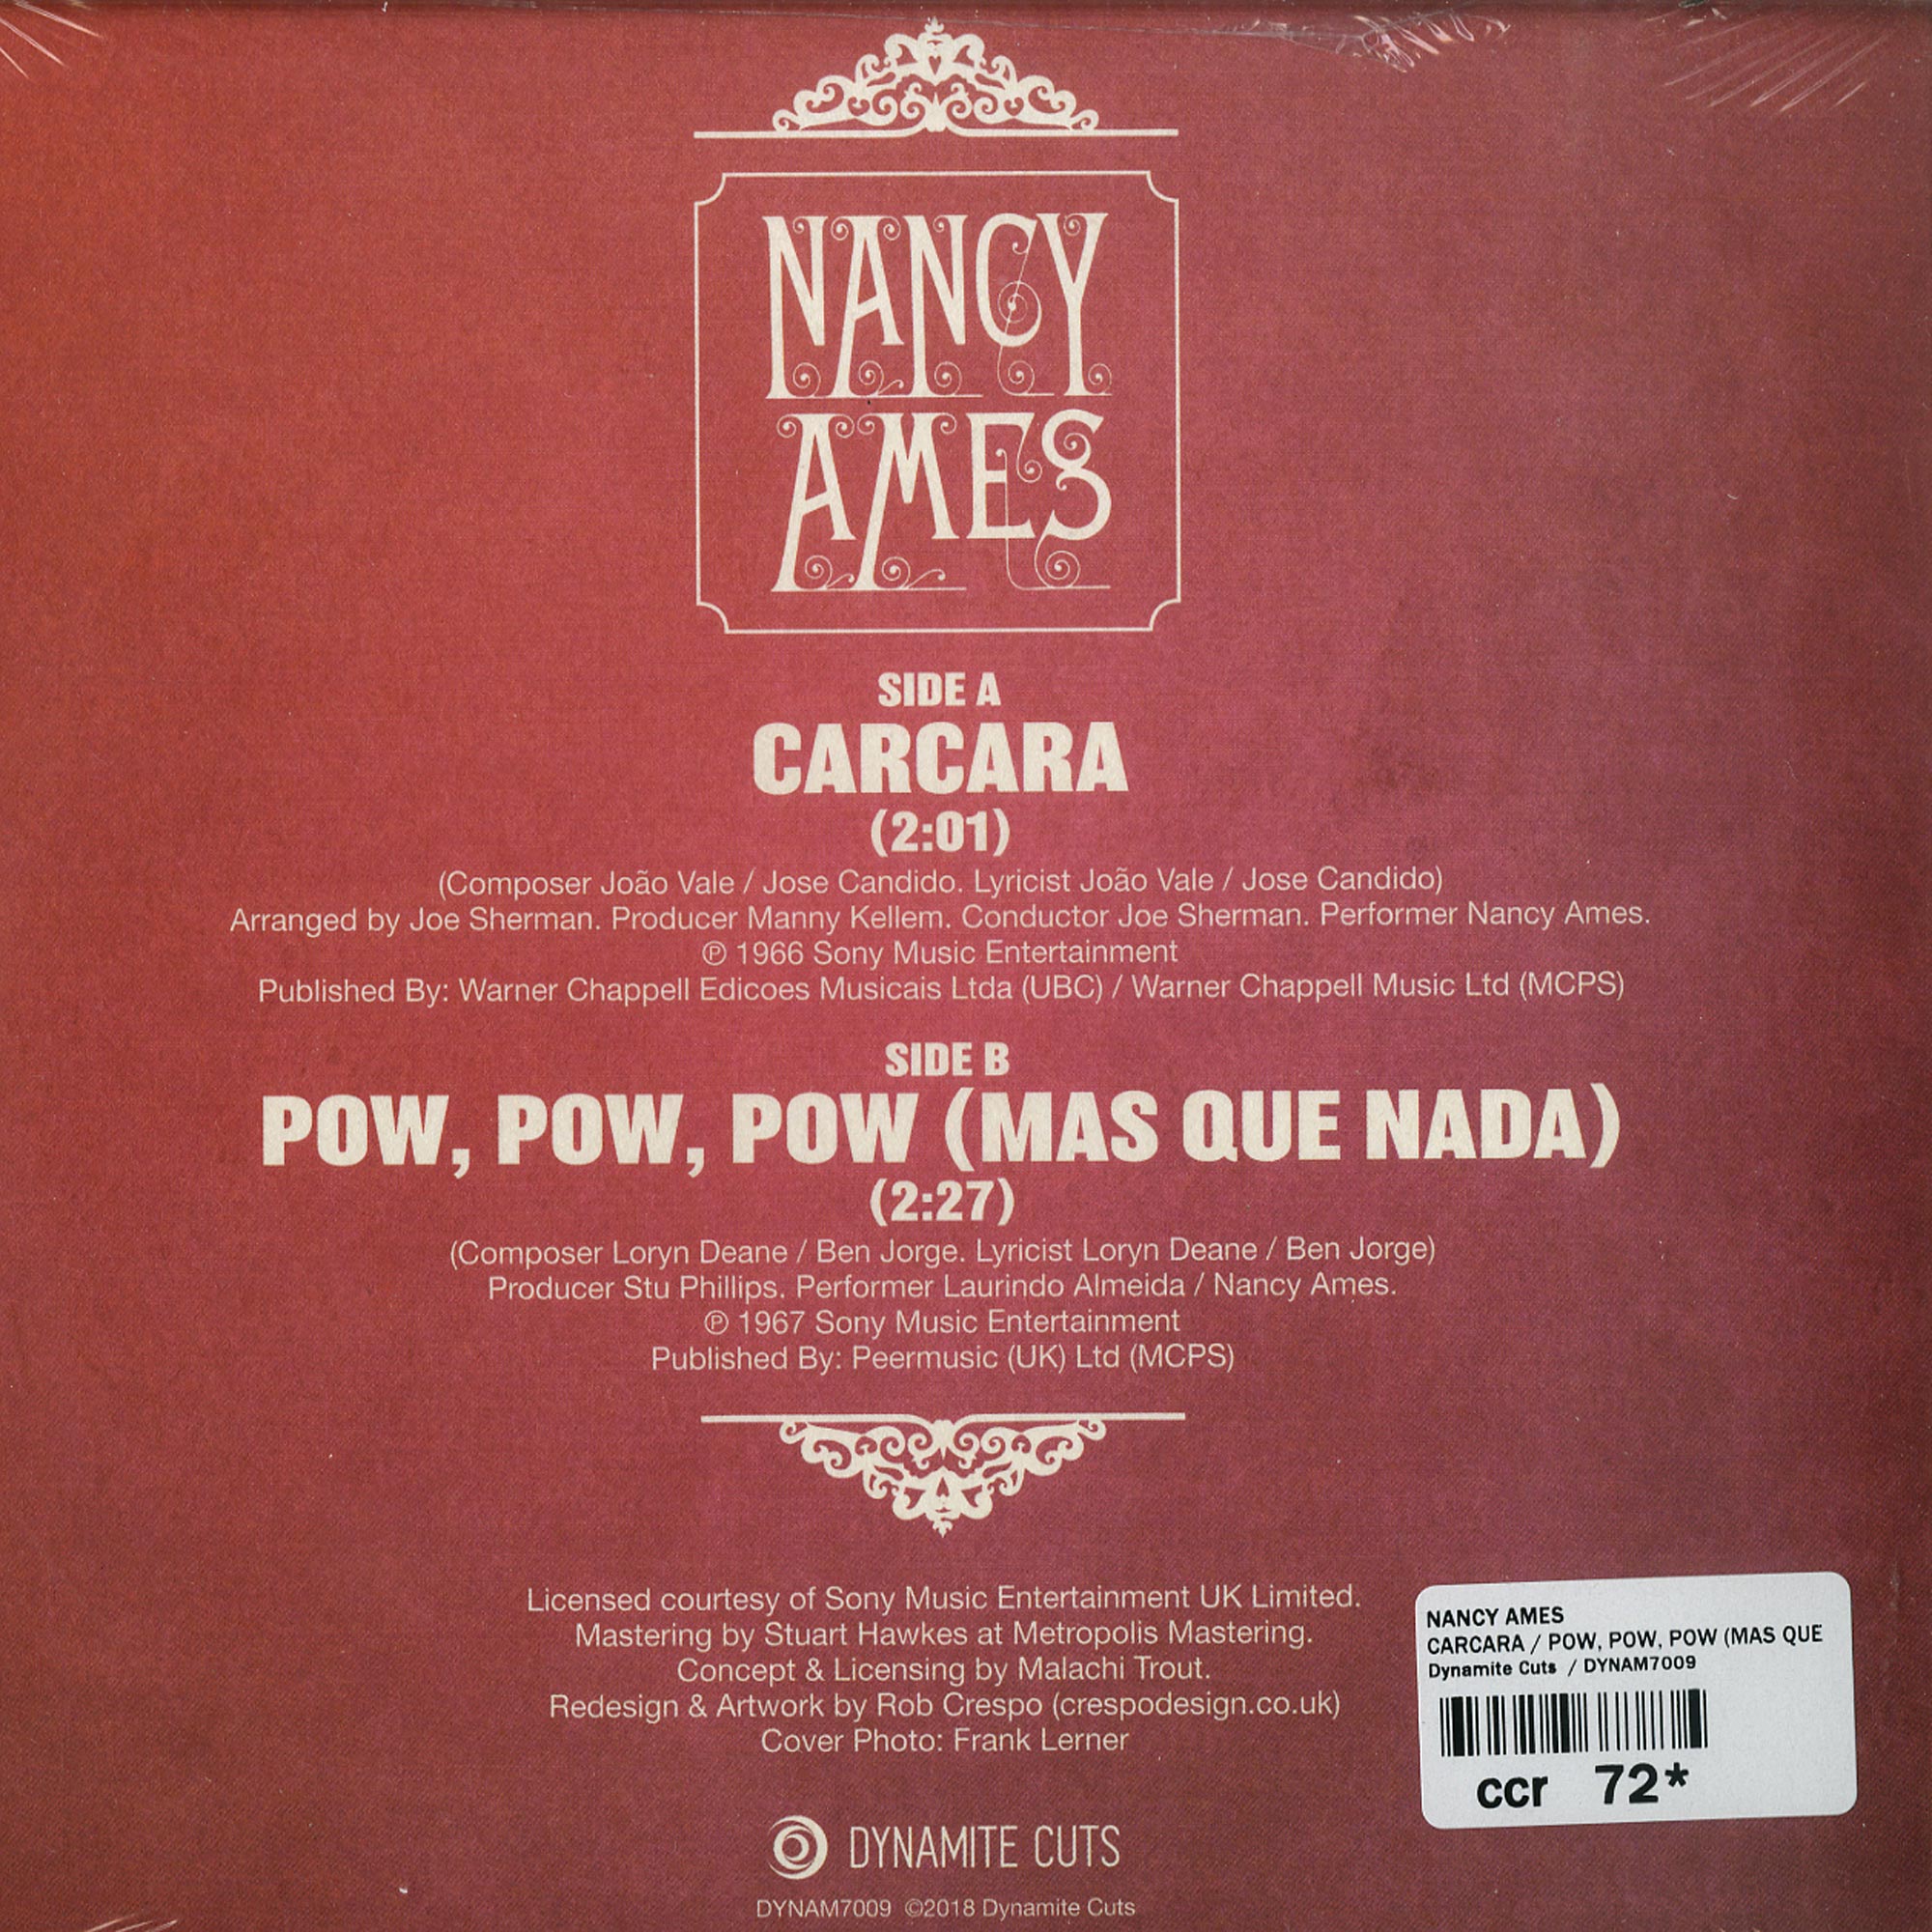 NANCY
AMES
SIDE A
CARCARA
(2:01)
(Composer João Vale / Jose Candido. Lyricist João Vale / Jose Candido)
Arranged by Joe Sherman. Producer Manny Kellem. Conductor Joe Sherman. Performer Nancy Ames.
℗ 1966 Sony Music Entertainment
Published By: Warner Chappell Edicoes Musicais Ltda (UBC) / Warner Chappell Music Ltd (MCPS)
SIDE B
POW, POW, POW (MAS QUE NADA)
(2:27)
(Composer Loryn Deane / Ben Jorge. Lyricist Loryn Deane / Ben Jorge)
Producer Stu Phillips. Performer Laurindo Almeida / Nancy Ames.
℗ 1967 Sony Music Entertainment
Published By: Peermusic (UK) Ltd (MCPS)
Licensed courtesy of Sony Music Entertainment UK Limited.
Mastering by Stuart Hawkes at Metropolis Mastering.
Concept & Licensing by Malachi Trout.
Redesign & Artwork by Rob Crespo (crespodesign.co.uk)
Cover Photo: Frank Lerner
DYNAMITE CUTS
DYNAM7009 ©2018 Dynamite Cuts
NANCY AMES
CARCARA / POW, POW, POW (MAS QUE
Dynamite Cuts / DYNAM7009
ccr 72*